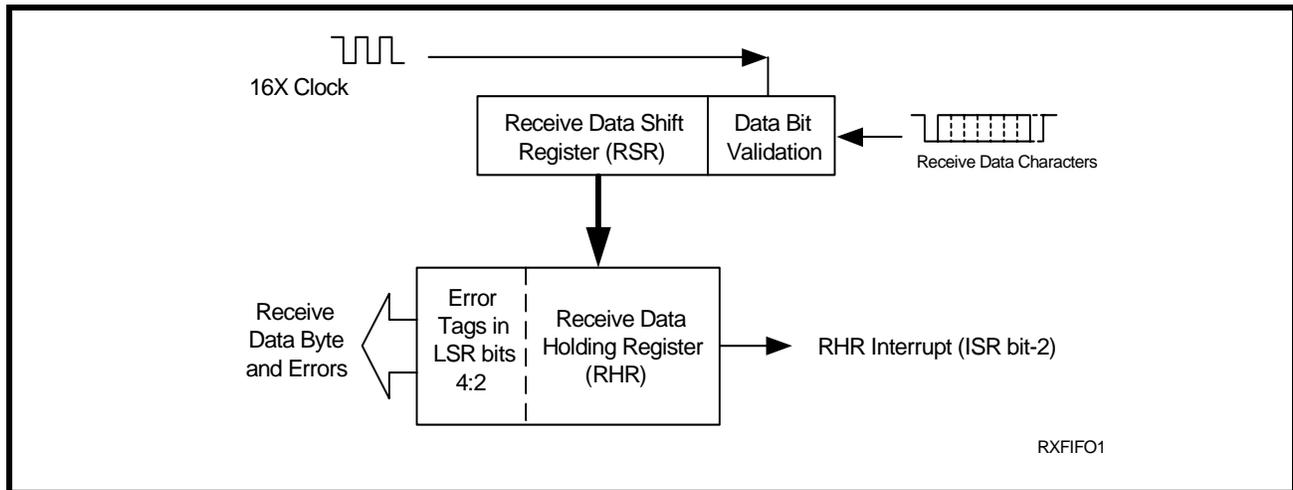 16X Clock
Receive Data Shift
Register (RSR)
Data Bit
Validation
Receive Data Characters
Receive
Data Byte
and Errors
Error
Tags in
LSR bits
4:2
Receive Data
Holding Register
(RHR)
RHR Interrupt (ISR bit-2)
RXFIFO1